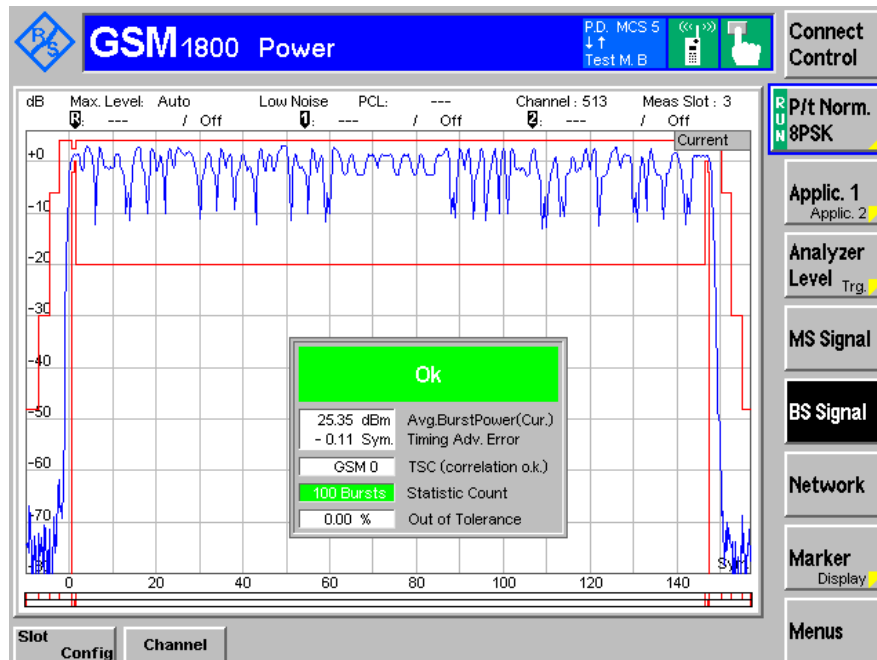 R&S
GSM 1800 Power
P.D. MCS 5
Test M. B
Connect Control
dB Max. Level: Auto Low Noise PCL: --- Channel : 513 Meas Slot : 3
R: --- / Off 1: --- / Off 2: --- / Off
Current
RUN
P/t Norm.
8PSK
Applic. 1
Applic. 2
Analyzer
Level Trg.
MS Signal
BS Signal
Network
Marker
Display
Menus
+0
-10
-20
-30
-40
-50
-60
-70
Ok
25.35 dBm Avg.BurstPower(Cur.)
- 0.11 Sym. Timing Adv. Error
GSM 0 TSC (correlation o.k.)
100 Bursts Statistic Count
0.00 % Out of Tolerance
0 20 40 60 80 100 120 140
Slot Config
Channel